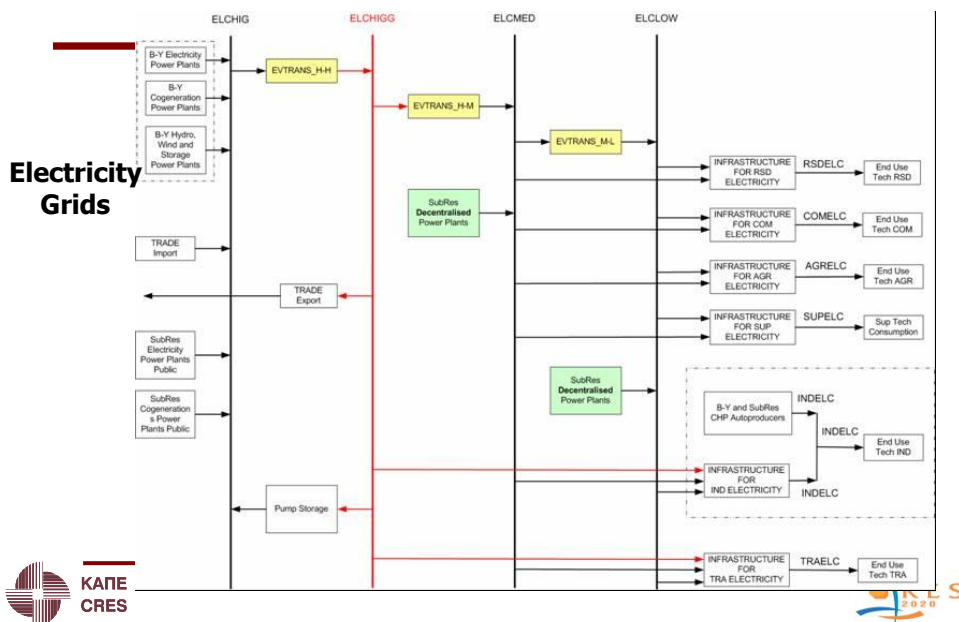 ELCHIG
ELCHIGG
ELCMED
ELCLOW
B-Y Electricity
Power Plants
B-Y
Cogeneration
Power Plants
B-Y Hydro,
Wind and
Storage
Power Plants
EVTRANS_H-H
EVTRANS_H-M
EVTRANS_M-L
Electricity
Grids
SubRes
Decentralised
Power Plants
INFRASTRUCTURE
FOR RSD
ELECTRICITY
RSDELC
End Use
Tech RSD
INFRASTRUCTURE
FOR COM
ELECTRICITY
COMELC
End Use
Tech COM
TRADE
Import
INFRASTRUCTURE
FOR AGR
ELECTRICITY
AGRELC
End Use
Tech AGR
TRADE
Export
INFRASTRUCTURE
FOR SUP
ELECTRICITY
SUPELC
Sup Tech
Consumption
SubRes
Electricity
Power Plants
Public
SubRes
Decentralised
Power Plants
SubRes
Cogeneration
s Power
Plants Public
B-Y and SubRes
CHP Autoproducers
INDELC
INDELC
End Use
Tech IND
INFRASTRUCTURE
FOR
IND ELECTRICITY
INDELC
Pump Storage
INFRASTRUCTURE
FOR
TRA ELECTRICITY
TRAELC
End Use
Tech TRA
ΚΑΠΕ
CRES
RES
2020